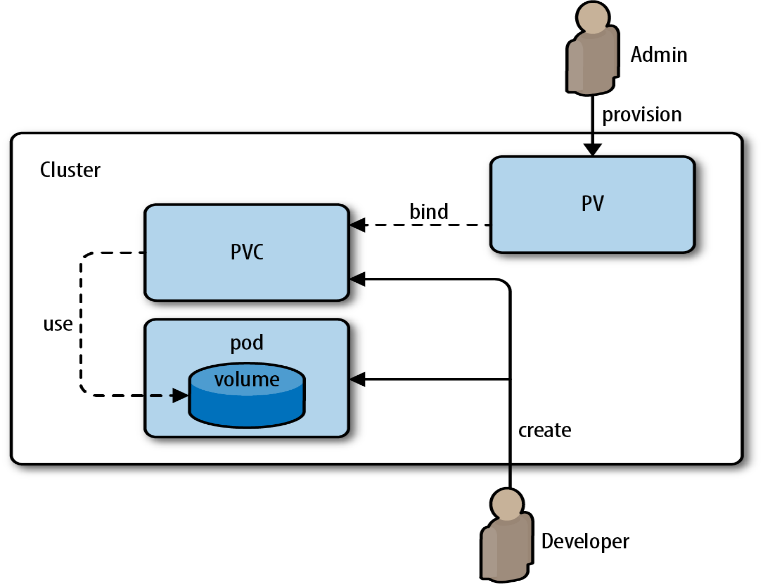 Admin
provision
Cluster
PV
bind
PVC
use
pod
volume
create
Developer